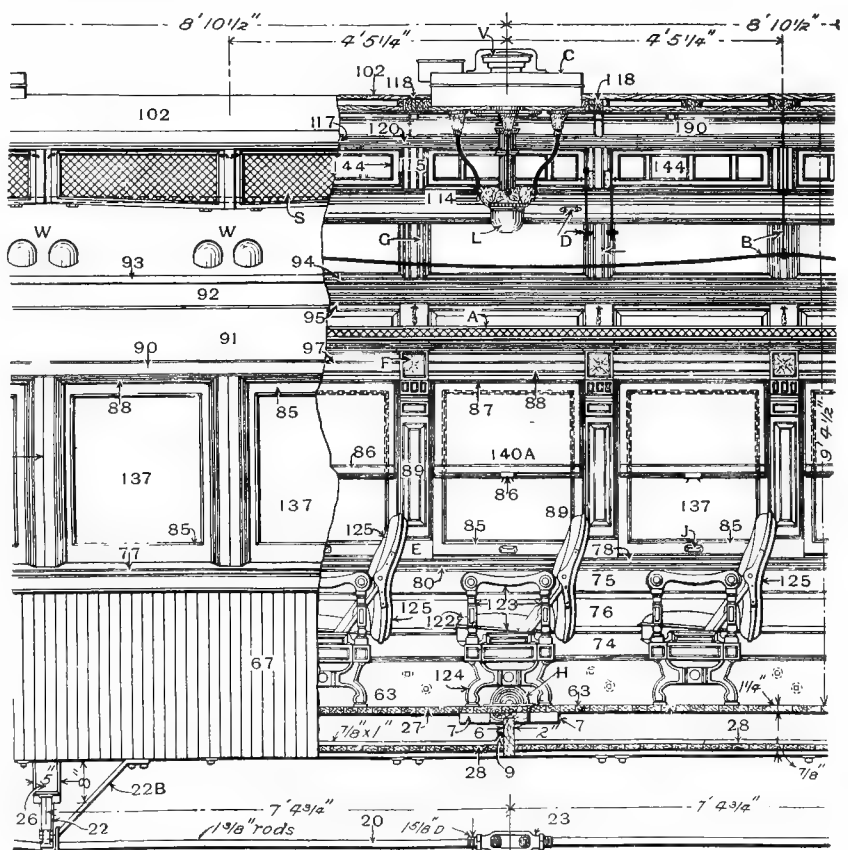 8' 10½" 8' 10½"
4' 5¼" V 4' 5¼"
C
102 118 118
102
117 120 190
144 75 144
114
S
W W G L D B
93 94
92
95 A
91
90 97 F
88 85 87 88
9' 4½"
86 140A
137 89 86
137 137
85 125 85 89 J 85
77 E 78
80 75 125
125 123 76
122
74
67 124 H
63 63 1¼"
27 7 7
7/8" x 1" 6 2" 28
28 9 7/8"
5" 8"
26 22 22B
7' 4¾" 7' 4¾"
1⅜" rods 20 1⅝" D 23